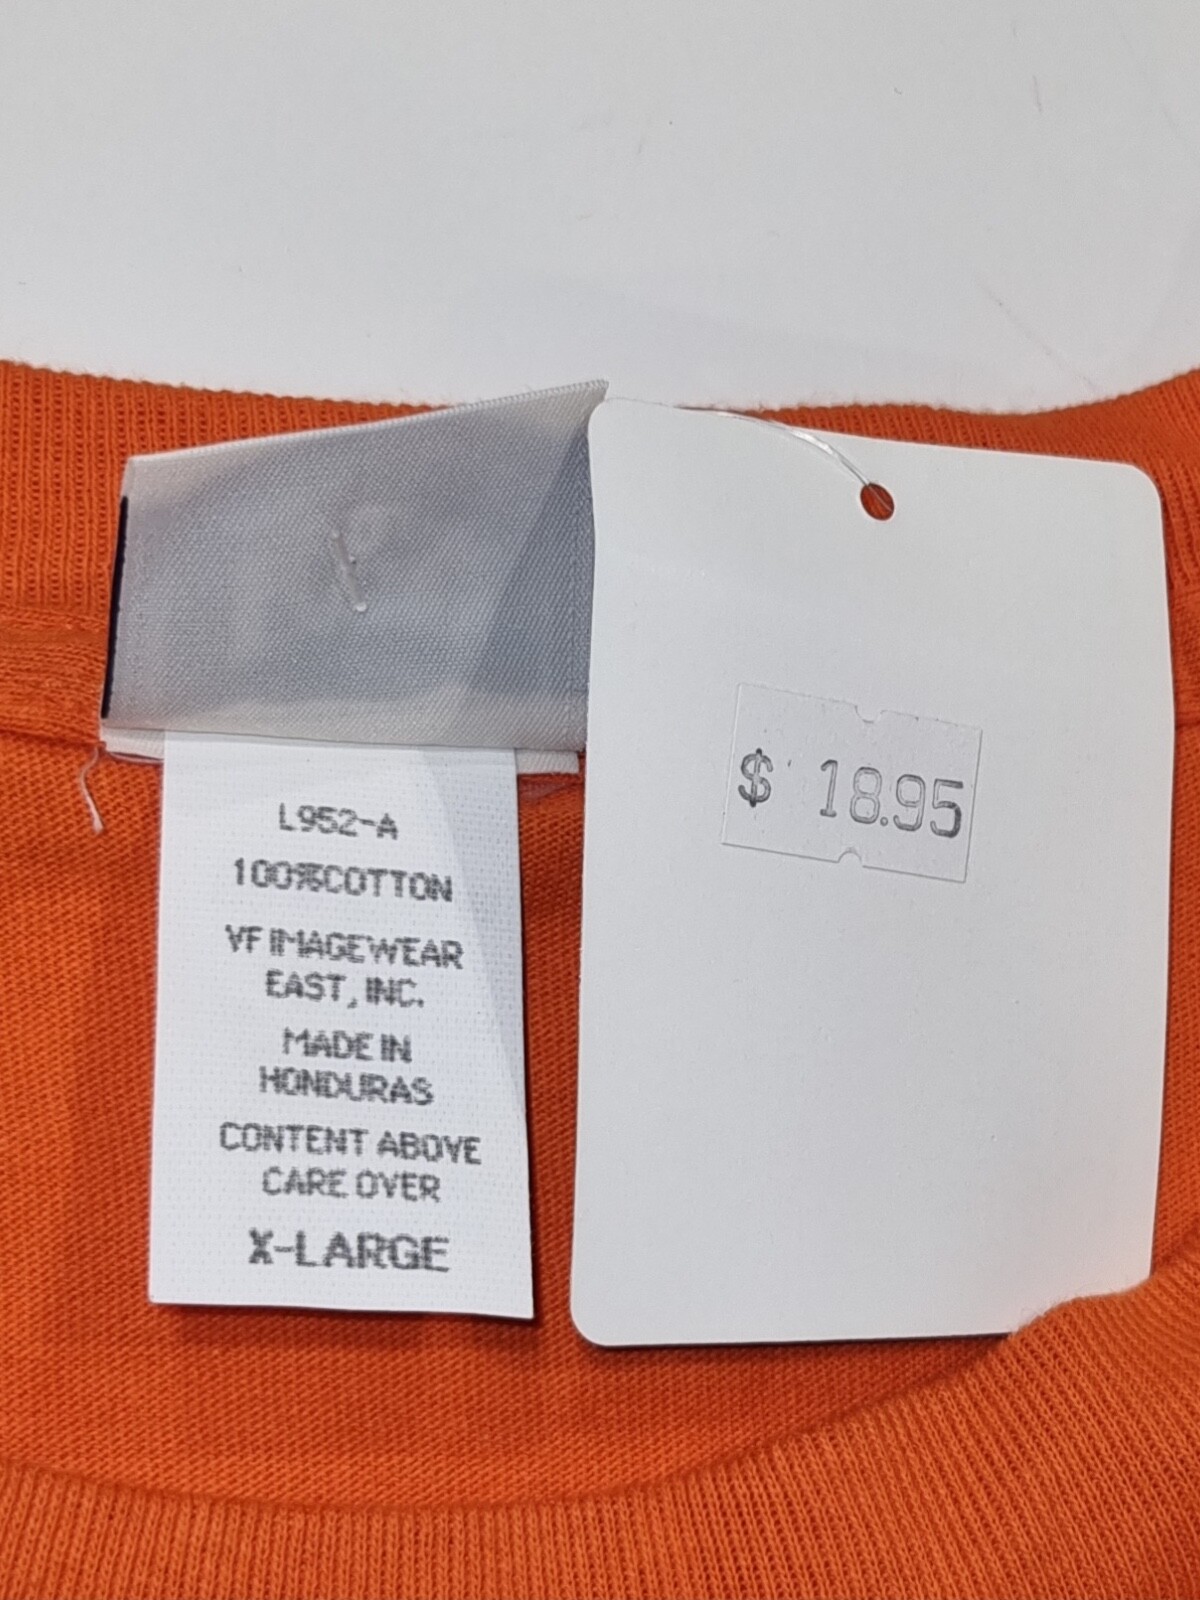 L952-A
100%COTTON
VF IMAGEWEAR
EAST, INC.
MADE IN
HONDURAS
CONTENT ABOVE
CARE OVER
X-LARGE
$ 18.95